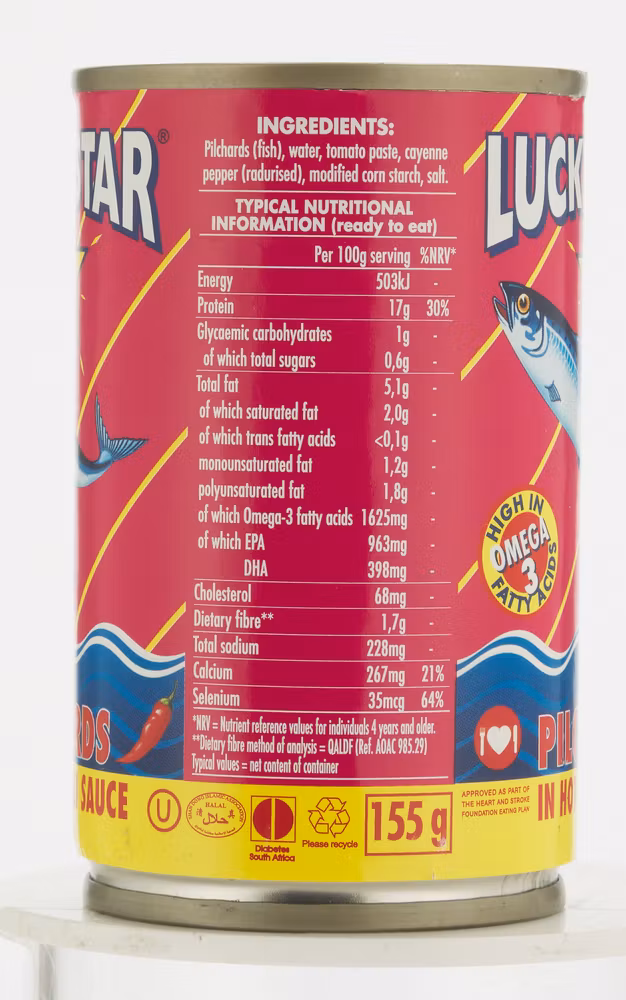 TAR®
LUCK
INGREDIENTS:
Pilchards (fish), water, tomato paste, cayenne
pepper (radurised), modified corn starch, salt.
TYPICAL NUTRITIONAL
INFORMATION (ready to eat)
Per 100g serving %NRV*
Energy 503kJ -
Protein 17g 30%
Glycaemic carbohydrates 1g -
of which total sugars 0,6g -
Total fat 5,1g -
of which saturated fat 2,0g -
of which trans fatty acids <0,1g -
monounsaturated fat 1,2g -
polyunsaturated fat 1,8g -
of which Omega-3 fatty acids 1625mg -
of which EPA 963mg -
DHA 398mg -
Cholesterol 68mg -
Dietary fibre** 1,7g -
Total sodium 228mg -
Calcium 267mg 21%
Selenium 35mcg 64%
*NRV = Nutrient reference values for individuals 4 years and older.
**Dietary fibre method of analysis = QALDF (Ref. AOAC 985.29)
Typical values = net content of container
HIGH IN
OMEGA
3
FATTY ACIDS
RDS
SAUCE
U
HALAL
حلال
Diabetes
South Africa
Please recycle
155 g
APPROVED AS PART OF
THE HEART AND STROKE
FOUNDATION EATING PLAN
PIL
IN HO